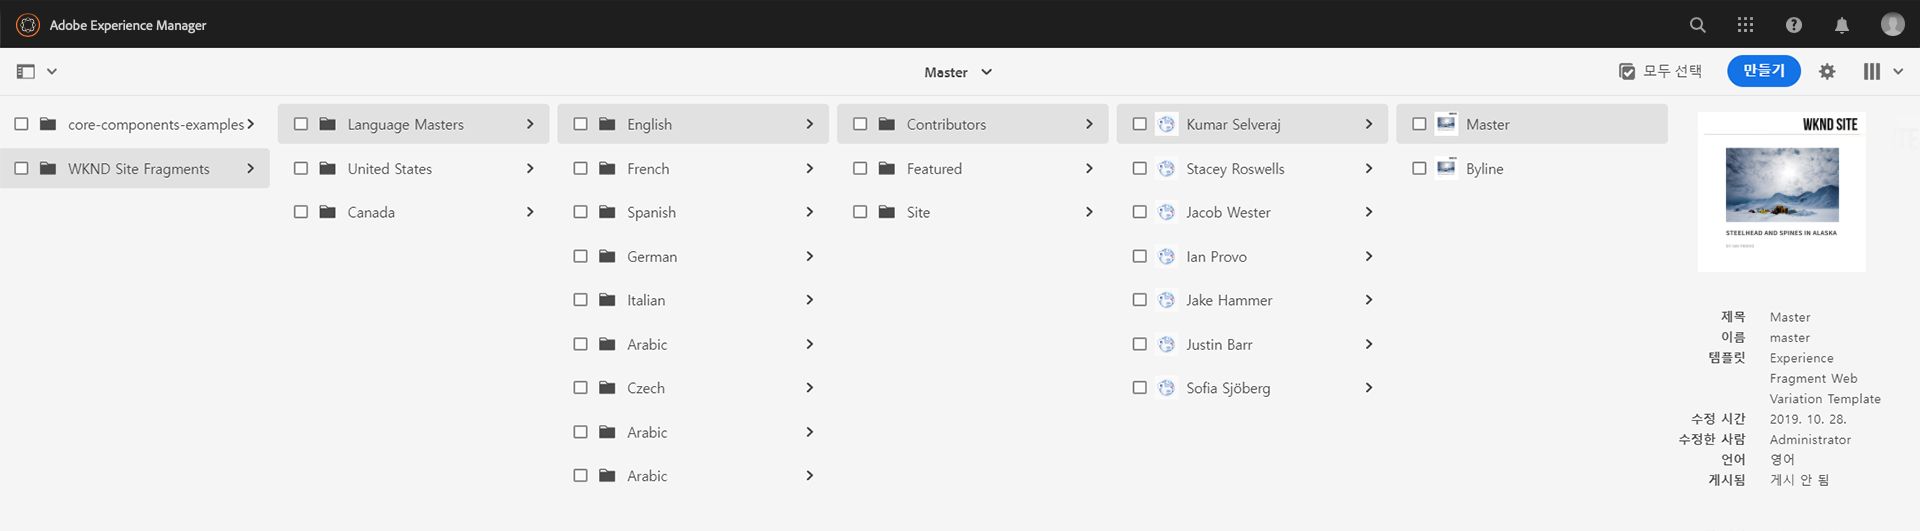 Adobe Experience Manager
Master
모두 선택
만들기
core-components-examples
WKND Site Fragments
Language Masters
United States
Canada
English
French
Spanish
German
Italian
Arabic
Czech
Arabic
Arabic
Contributors
Featured
Site
Kumar Selveraj
Stacey Roswells
Jacob Wester
Ian Provo
Jake Hammer
Justin Barr
Sofia Sjöberg
Master
Byline
WKND SITE
STEELHEAD AND SPINES IN ALASKA
제목 Master
이름 master
템플릿 Experience
Fragment Web
Variation Template
수정 시간 2019. 10. 28.
수정한 사람 Administrator
언어 영어
게시됨 게시 안 됨